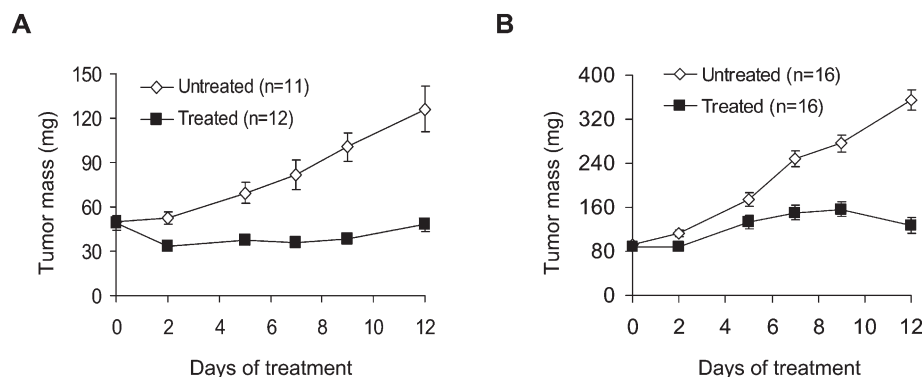 A
Tumor mass (mg)
150
120
90
60
30
0
Untreated (n=11)
Treated (n=12)
0 2 4 6 8 10 12
Days of treatment
B
Tumor mass (mg)
400
320
240
160
80
0
Untreated (n=16)
Treated (n=16)
0 2 4 6 8 10 12
Days of treatment